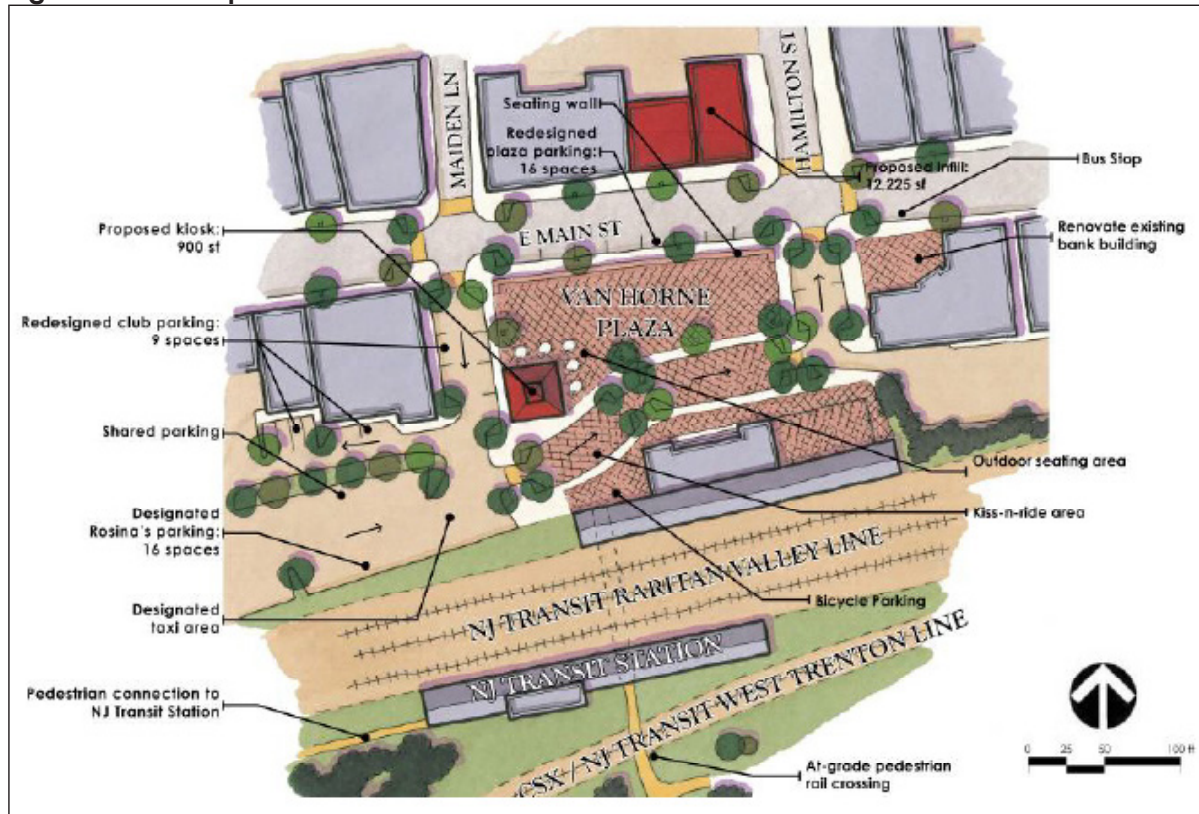 MAIDEN LN
HAMILTON ST
Seating wall
Redesigned
plaza parking:
16 spaces
Bus Stop
Proposed infill:
12,225 sf
Proposed kiosk:
900 sf
E MAIN ST
Renovate existing
bank building
VAN HORNE
PLAZA
Redesigned club parking:
9 spaces
Shared parking
Outdoor seating area
Designated
Rosina's parking:
16 spaces
Kiss-n-ride area
NJ TRANSIT RARITAN VALLEY LINE
Bicycle Parking
Designated
taxi area
NJ TRANSIT STATION
CSX / NJ TRANSIT WEST TRENTON LINE
Pedestrian connection to
NJ Transit Station
At-grade pedestrian
rail crossing
0 25 50 100 ft